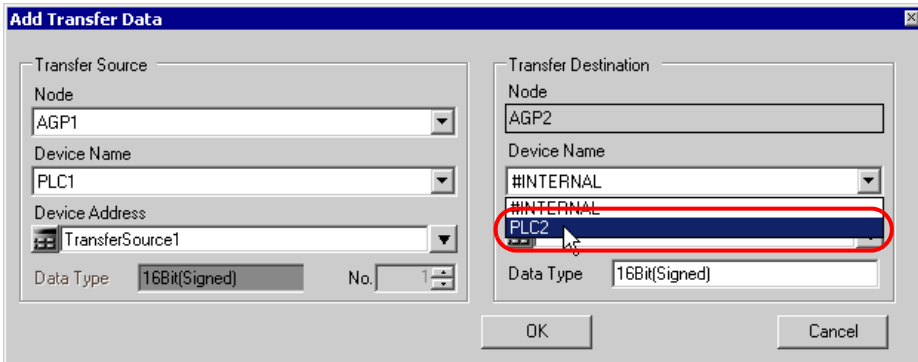 Add Transfer Data
Transfer Source
Node
AGP1
Device Name
PLC1
Device Address
TransferSource1
Data Type 16Bit(Signed) No. 1
Transfer Destination
Node
AGP2
Device Name
#INTERNAL
#INTERNAL
PLC2
Data Type 16Bit(Signed)
OK Cancel